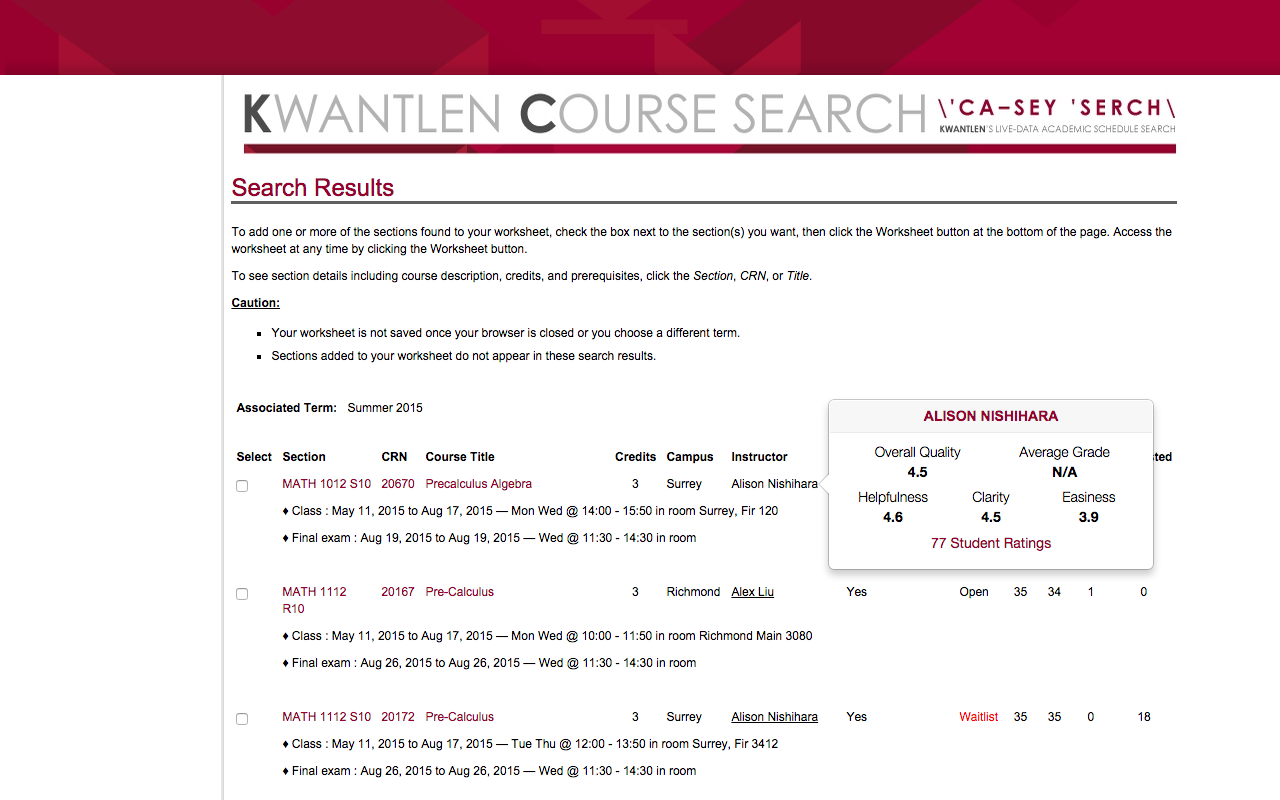 KWANTLEN COURSE SEARCH \'CA–SEY 'SERCH\
KWANTLEN'S LIVE-DATA ACADEMIC SCHEDULE SEARCH
Search Results
To add one or more of the sections found to your worksheet, check the box next to the section(s) you want, then click the Worksheet button at the bottom of the page. Access the
worksheet at any time by clicking the Worksheet button.
To see section details including course description, credits, and prerequisites, click the Section, CRN, or Title.
Caution:
▪ Your worksheet is not saved once your browser is closed or you choose a different term.
▪ Sections added to your worksheet do not appear in these search results.
Associated Term: Summer 2015
Select Section CRN Course Title Credits Campus Instructor
MATH 1012 S10 20670 Precalculus Algebra 3 Surrey Alison Nishihara
♦ Class : May 11, 2015 to Aug 17, 2015 — Mon Wed @ 14:00 - 15:50 in room Surrey, Fir 120
♦ Final exam : Aug 19, 2015 to Aug 19, 2015 — Wed @ 11:30 - 14:30 in room
ALISON NISHIHARA
Overall Quality Average Grade
4.5 N/A
Helpfulness Clarity Easiness
4.6 4.5 3.9
77 Student Ratings
MATH 1112 20167 Pre-Calculus 3 Richmond Alex Liu Yes Open 35 34 1 0
R10
♦ Class : May 11, 2015 to Aug 17, 2015 — Mon Wed @ 10:00 - 11:50 in room Richmond Main 3080
♦ Final exam : Aug 26, 2015 to Aug 26, 2015 — Wed @ 11:30 - 14:30 in room
MATH 1112 S10 20172 Pre-Calculus 3 Surrey Alison Nishihara Yes Waitlist 35 35 0 18
♦ Class : May 11, 2015 to Aug 17, 2015 — Tue Thu @ 12:00 - 13:50 in room Surrey, Fir 3412
♦ Final exam : Aug 26, 2015 to Aug 26, 2015 — Wed @ 11:30 - 14:30 in room